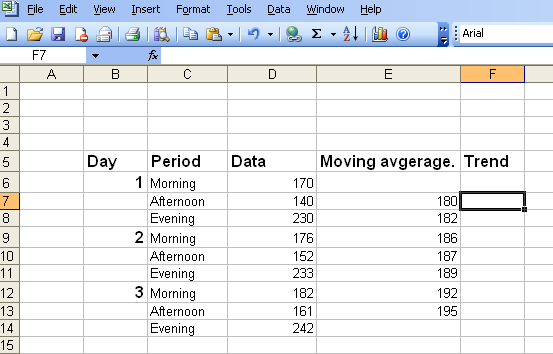 File Edit View Insert Format Tools Data Window Help
Σ A Z Arial
F7 fx
A B C D E F
1
2
3
4
5 Day Period Data Moving avgerage. Trend
6 1 Morning 170
7 Afternoon 140 180
8 Evening 230 182
9 2 Morning 176 186
10 Afternoon 152 187
11 Evening 233 189
12 3 Morning 182 192
13 Afternoon 161 195
14 Evening 242
15